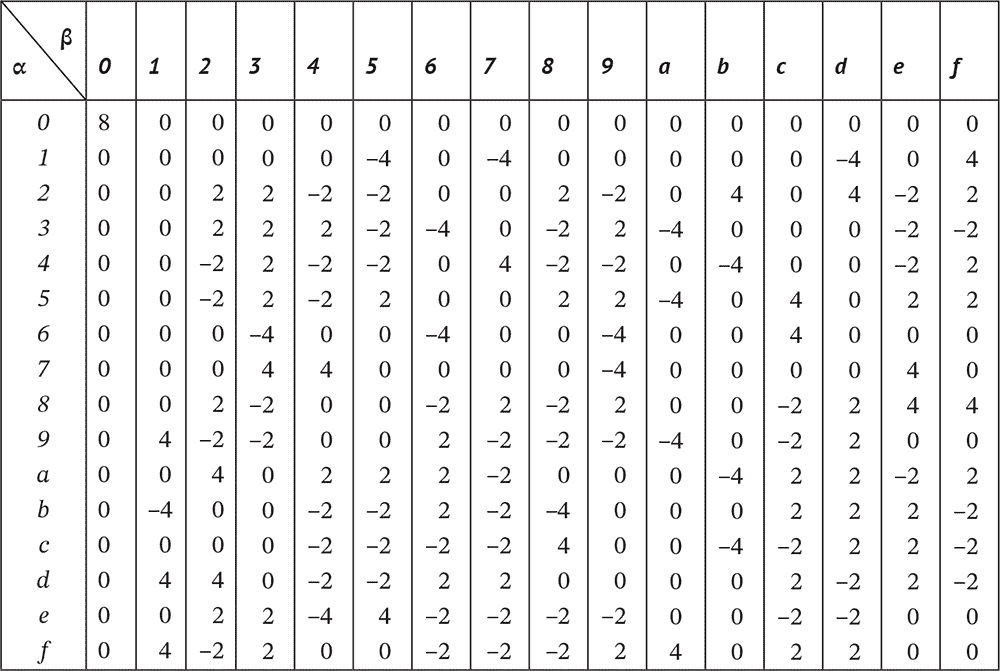 β
α 0 1 2 3 4 5 6 7 8 9 a b c d e f
0 8 0 0 0 0 0 0 0 0 0 0 0 0 0 0 0
1 0 0 0 0 0 –4 0 –4 0 0 0 0 0 –4 0 4
2 0 0 2 2 –2 –2 0 0 2 –2 0 4 0 4 –2 2
3 0 0 2 2 2 –2 –4 0 –2 2 –4 0 0 0 –2 –2
4 0 0 –2 2 –2 –2 0 4 –2 –2 0 –4 0 0 –2 2
5 0 0 –2 2 –2 2 0 0 2 2 –4 0 4 0 2 2
6 0 0 0 –4 0 0 –4 0 0 –4 0 0 4 0 0 0
7 0 0 0 4 4 0 0 0 0 –4 0 0 0 0 4 0
8 0 0 2 –2 0 0 –2 2 –2 2 0 0 –2 2 4 4
9 0 4 –2 –2 0 0 2 –2 –2 –2 –4 0 –2 2 0 0
a 0 0 4 0 2 2 2 –2 0 0 0 –4 2 2 –2 2
b 0 –4 0 0 –2 –2 2 –2 –4 0 0 0 2 2 2 –2
c 0 0 0 0 –2 –2 –2 –2 4 0 0 –4 –2 2 2 –2
d 0 4 4 0 –2 –2 2 2 0 0 0 0 2 –2 2 –2
e 0 0 2 2 –4 4 –2 –2 –2 –2 0 0 –2 –2 0 0
f 0 4 –2 2 0 0 –2 –2 –2 2 4 0 2 2 0 0